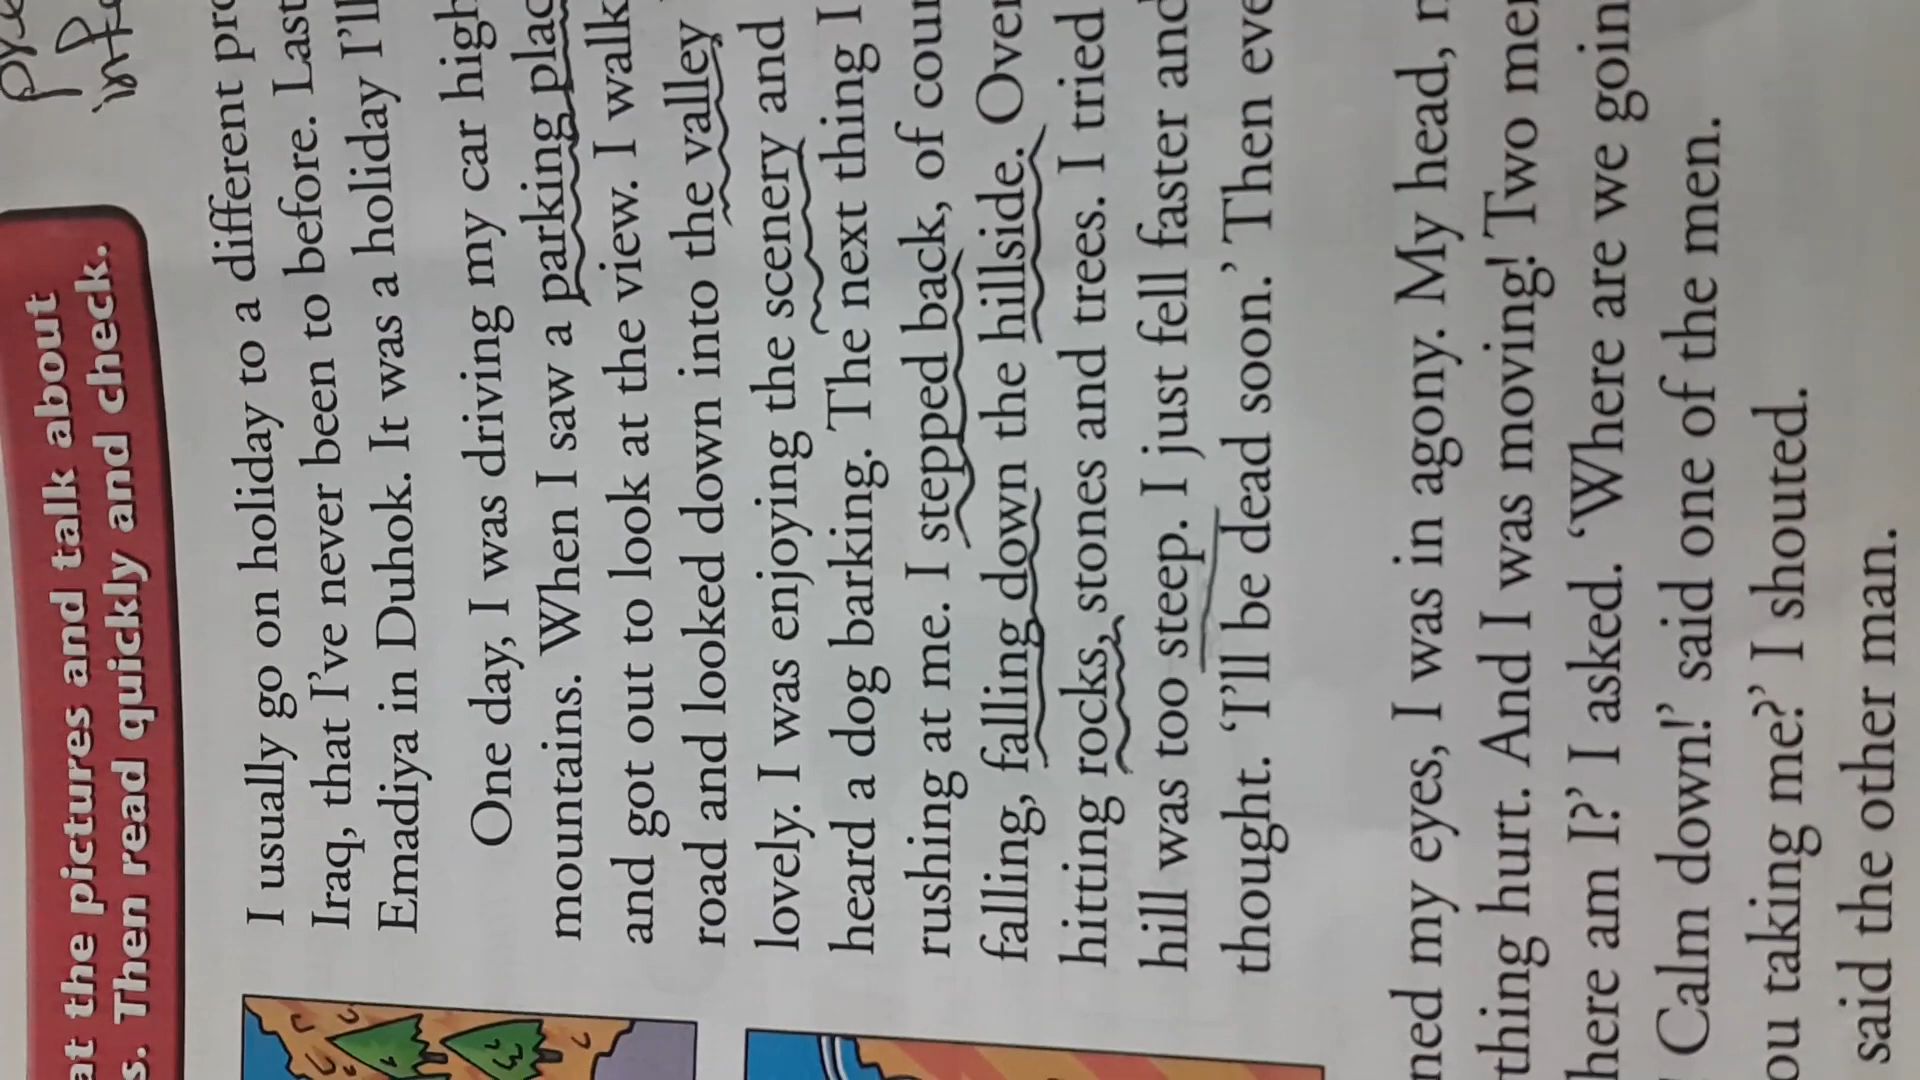 at the pictures and talk about
s. Then read quickly and check.
I usually go on holiday to a different
Iraq, that I've never been to before. Last
Emadiya in Duhok. It was a holiday I'll
One day, I was driving my car high
mountains. When I saw a parking plac
and got out to look at the view. I walk
road and looked down into the valley
lovely. I was enjoying the scenery and
heard a dog barking. The next thing I
rushing at me. I stepped back, of cour
falling, falling down the hillside. Over
hitting rocks, stones and trees. I tried
hill was too steep. I just fell faster and
thought. 'I'll be dead soon.' Then eve
ned my eyes, I was in agony. My head,
thing hurt. And I was moving! Two me
here am I?' I asked. 'Where are we goin
Calm down!' said one of the men.
ou taking me?' I shouted.
said the other man.